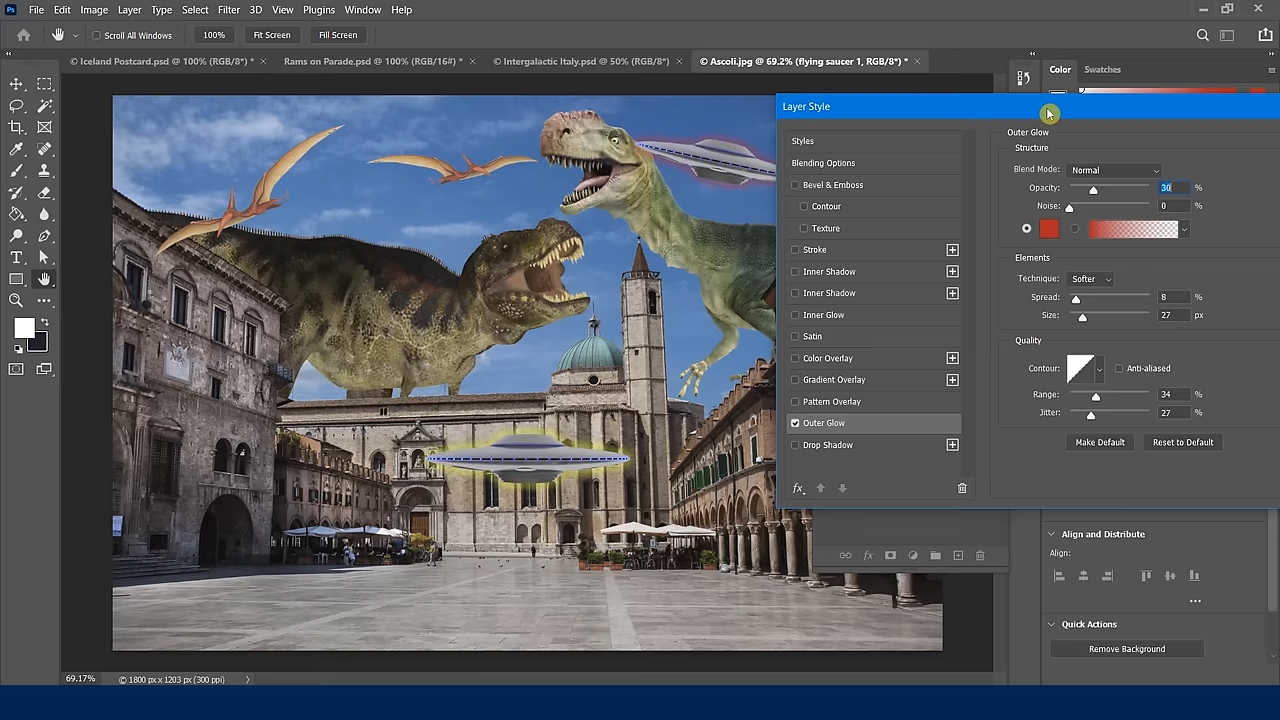 Ps File Edit Image Layer Type Select Filter 3D View Plugins Window Help
Scroll All Windows 100% Fit Screen Fill Screen
© Iceland Postcard.psd @ 100% (RGB/8*) * × Rams on Parade.psd @ 100% (RGB/16#) * × © Intergalactic Italy.psd @ 50% (RGB/8*) × © Ascoli.jpg @ 69.2% (flying saucer 1, RGB/8*) * ×
Color Swatches
Layer Style
Styles
Blending Options
Bevel & Emboss
Contour
Texture
Stroke
Inner Shadow
Inner Shadow
Inner Glow
Satin
Color Overlay
Gradient Overlay
Pattern Overlay
Outer Glow
Drop Shadow
fx
Outer Glow
Structure
Blend Mode: Normal
Opacity: 30 %
Noise: 0 %
Elements
Technique: Softer
Spread: 8 %
Size: 27 px
Quality
Contour: Anti-aliased
Range: 34 %
Jitter: 27 %
Make Default Reset to Default
fx
Align and Distribute
Align:
Quick Actions
Remove Background
69.17% © 1800 px x 1203 px (300 ppi)